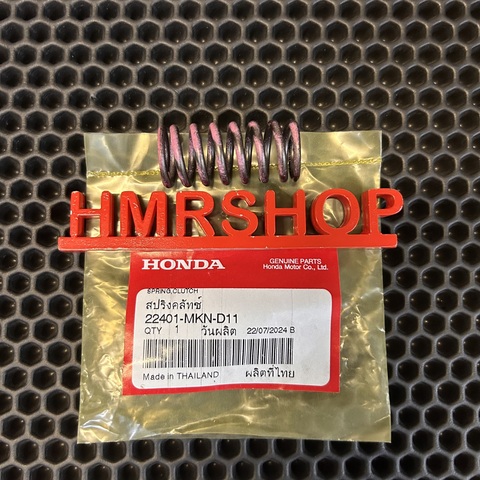 HMRSHOP
HONDA
GENUINE PARTS
Honda Motor Co., Ltd.
SPRING,CLUTCH
สปริงคลัทช์
22401-MKN-D11
QTY 1 วันผลิต 22/07/2024 B
Made in THAILAND ผลิตที่ไทย